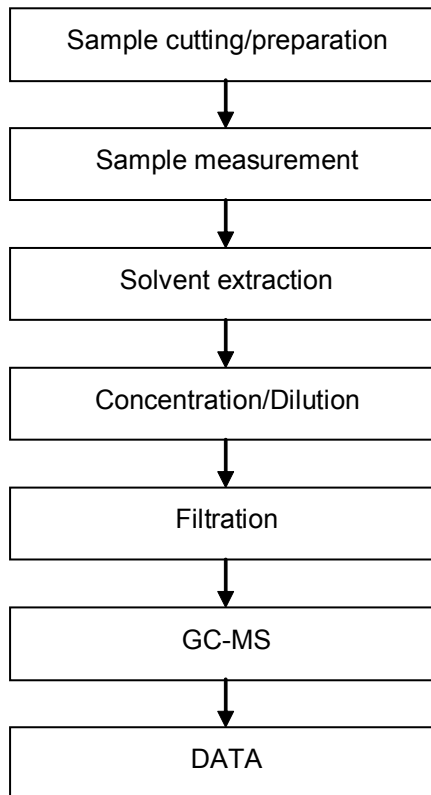 Sample cutting/preparation
Sample measurement
Solvent extraction
Concentration/Dilution
Filtration
GC-MS
DATA